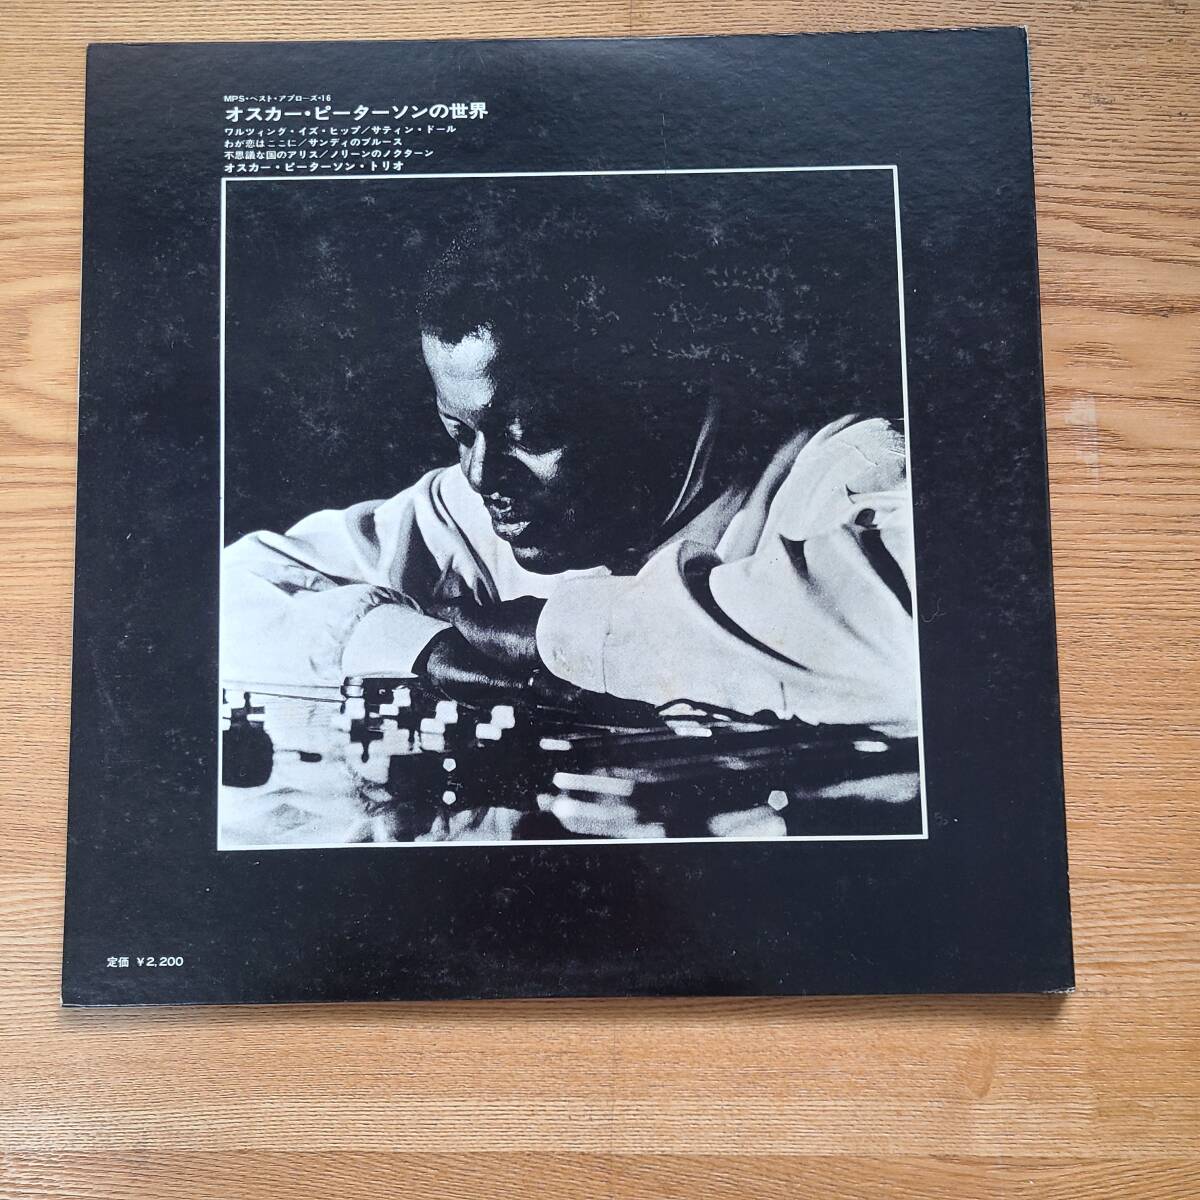 MPS・ベスト・アプローズ・16
オスカー・ピーターソンの世界
ワルツィング・イズ・ヒップ／サティン・ドール
わが恋はここに／サンディのブルース
不思議な国のアリス／ノリーンのノクターン
オスカー・ピーターソン・トリオ
定価 ￥2,200